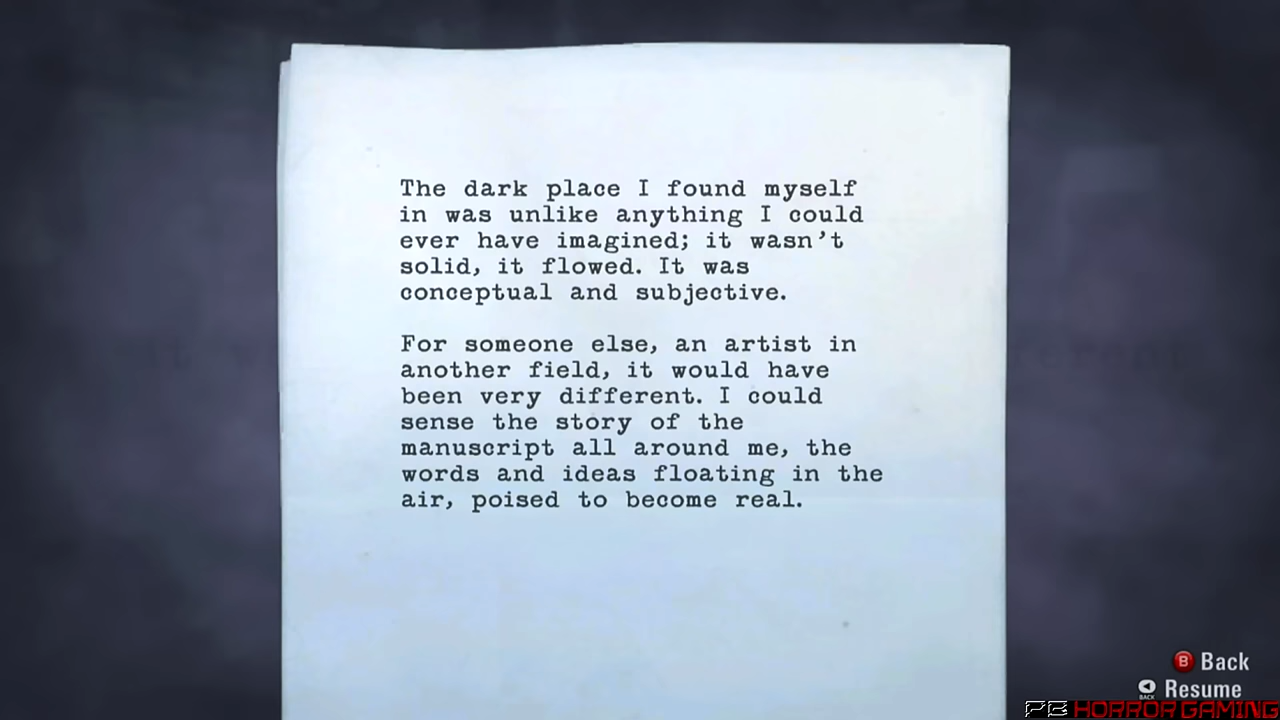 The dark place I found myself
in was unlike anything I could
ever have imagined; it wasn't
solid, it flowed. It was
conceptual and subjective.
For someone else, an artist in
another field, it would have
been very different. I could
sense the story of the
manuscript all around me, the
words and ideas floating in the
air, poised to become real.
B Back
BACK Resume
HORROR GAMING